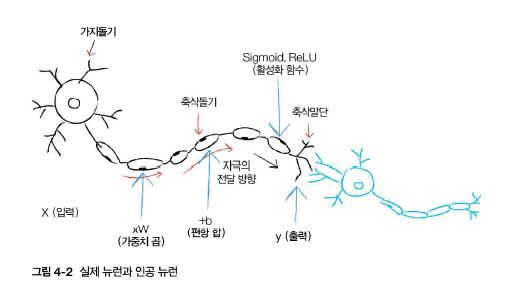 가지돌기
Sigmoid, ReLU
(활성화 함수)
축삭돌기
축삭말단
자극의
전달 방향
X (입력)
xW
(가중치 곱)
+b
(편향 합)
y (출력)
그림 4-2 실제 뉴런과 인공 뉴런